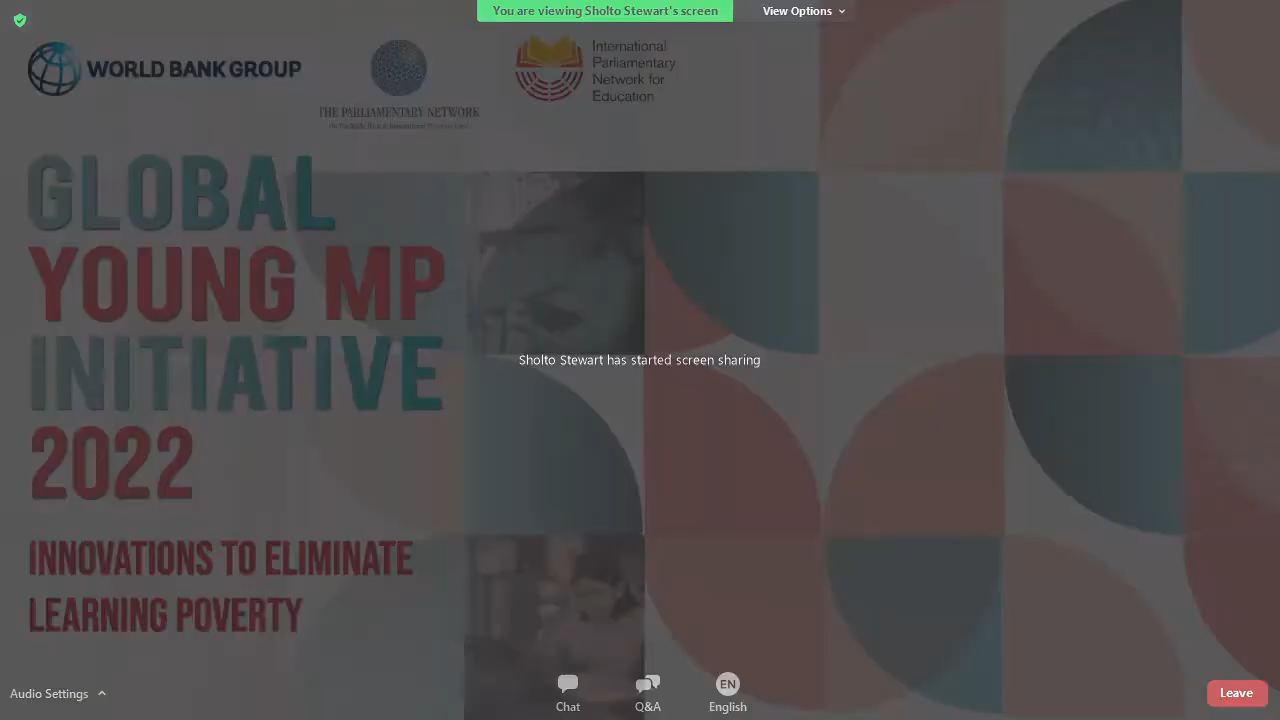 You are viewing Sholto Stewart's screen
View Options
WORLD BANK GROUP
THE PARLIAMENTARY NETWORK
International
Parliamentary
Network for
Education
GLOBAL
YOUNG MP
INITIATIVE
2022
Sholto Stewart has started screen sharing
INNOVATIONS TO ELIMINATE
LEARNING POVERTY
Audio Settings
Chat
Q&A
EN
English
Leave